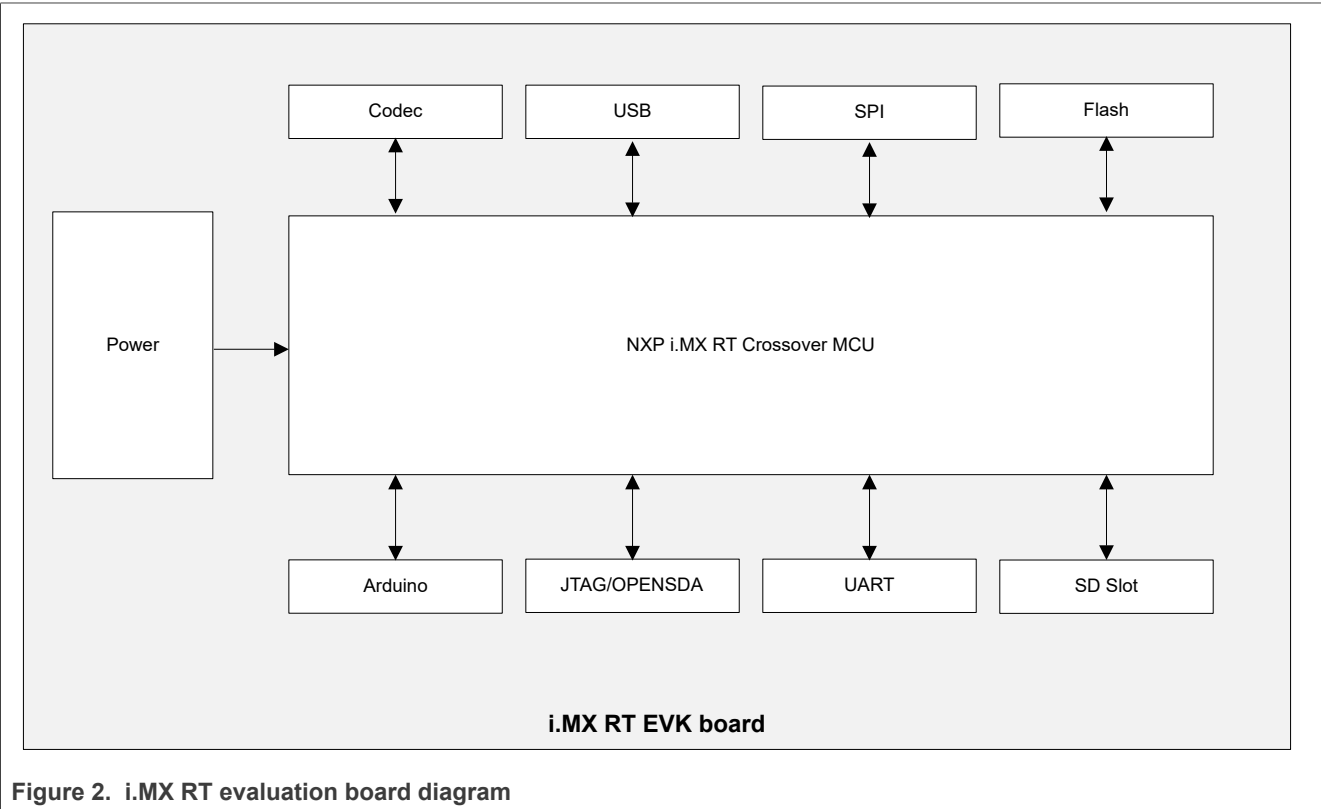 Codec
USB
SPI
Flash
Power
NXP i.MX RT Crossover MCU
Arduino
JTAG/OPENSDA
UART
SD Slot
i.MX RT EVK board
Figure 2. i.MX RT evaluation board diagram